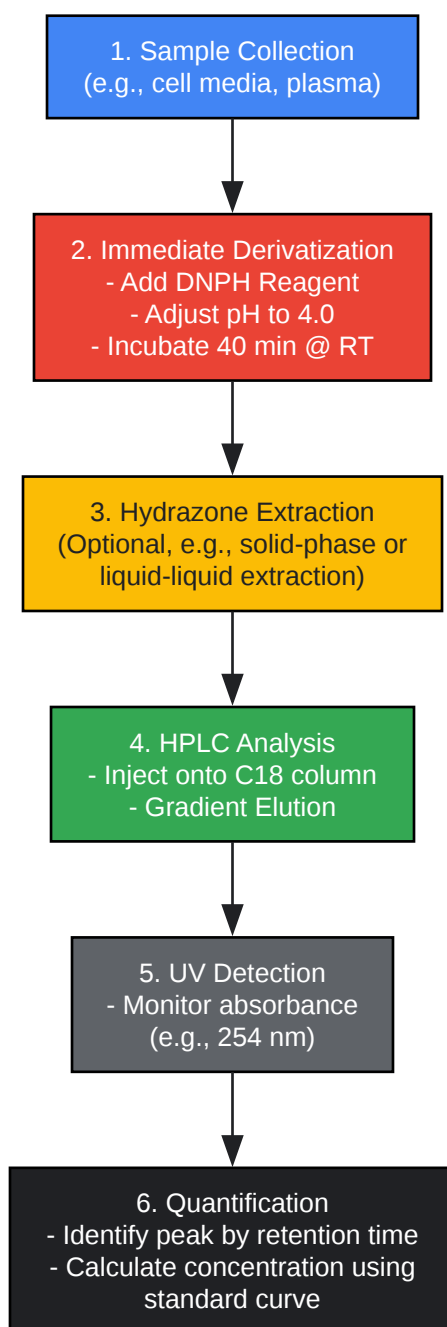 1. Sample Collection
(e.g., cell media, plasma)
2. Immediate Derivatization
- Add DNPH Reagent
- Adjust pH to 4.0
- Incubate 40 min @ RT
3. Hydrazone Extraction
(Optional, e.g., solid-phase or
liquid-liquid extraction)
4. HPLC Analysis
- Inject onto C18 column
- Gradient Elution
5. UV Detection
- Monitor absorbance
(e.g., 254 nm)
6. Quantification
- Identify peak by retention time
- Calculate concentration using
standard curve